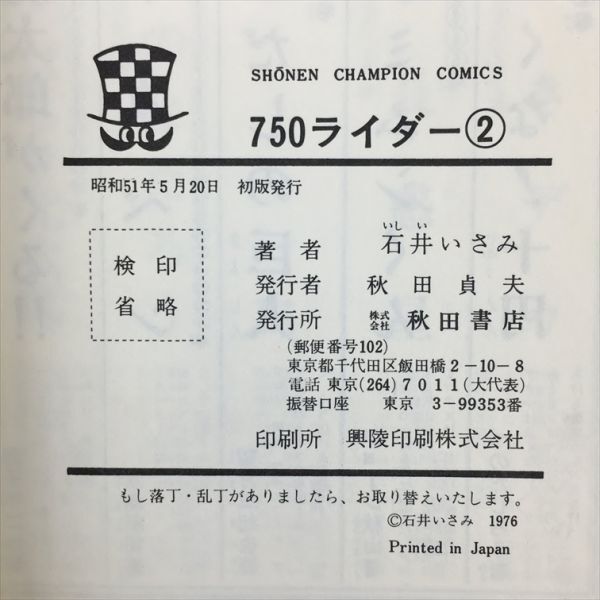 SHŌNEN CHAMPION COMICS
750ライダー②
昭和51年5月20日 初版発行
検印
省略
いし い
著者 石井いさみ
発行者 秋田貞夫
発行所 株式会社 秋田書店
(郵便番号102)
東京都千代田区飯田橋2-10-8
電話 東京(264)7011(大代表)
振替口座 東京 3-99353番
印刷所 興陵印刷株式会社
もし落丁・乱丁がありましたら、お取り替えいたします。
©石井いさみ 1976
Printed in Japan